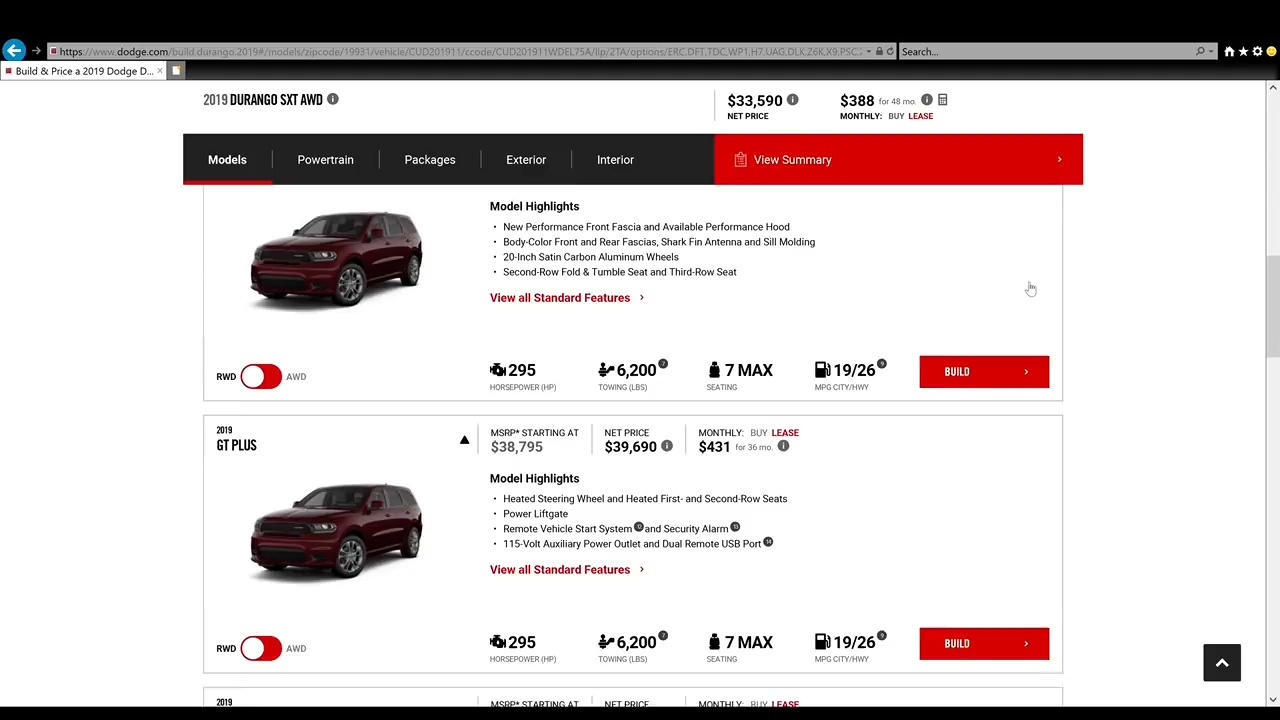 https://www.dodge.com/build.durango.2019#/models/zipcode/19931/vehicle/CUD201911/ccode/CUD201911WDEL75A/llp/2TA/options/ERC,DFT,TDC,WP1,H7,UAG,DLK,Z6K,X9,PSC,
Search...
Build & Price a 2019 Dodge D...
2019 DURANGO SXT AWD
$33,590
NET PRICE
$388 for 48 mo.
MONTHLY: BUY LEASE
Models
Powertrain
Packages
Exterior
Interior
View Summary
Model Highlights
• New Performance Front Fascia and Available Performance Hood
• Body-Color Front and Rear Fascias, Shark Fin Antenna and Sill Molding
• 20-Inch Satin Carbon Aluminum Wheels
• Second-Row Fold & Tumble Seat and Third-Row Seat
View all Standard Features
RWD AWD
295
HORSEPOWER (HP)
6,200 7
TOWING (LBS)
7 MAX
SEATING
19/26 9
MPG CITY/HWY
BUILD
2019
GT PLUS
MSRP* STARTING AT
$38,795
NET PRICE
$39,690
MONTHLY: BUY LEASE
$431 for 36 mo.
Model Highlights
• Heated Steering Wheel and Heated First- and Second-Row Seats
• Power Liftgate
• Remote Vehicle Start System and Security Alarm
• 115-Volt Auxiliary Power Outlet and Dual Remote USB Port
View all Standard Features
RWD AWD
295
HORSEPOWER (HP)
6,200 7
TOWING (LBS)
7 MAX
SEATING
19/26 9
MPG CITY/HWY
BUILD
2019
MSRP* STARTING AT
NET PRICE
MONTHLY: BUY LEASE